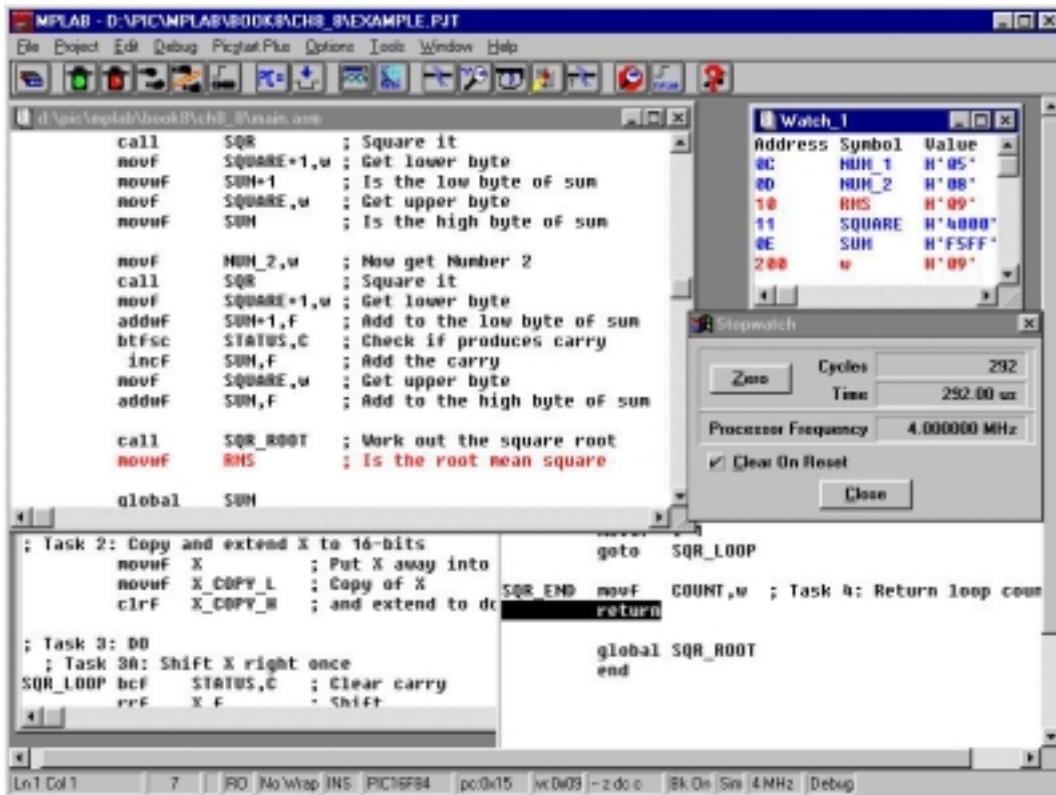 MPLAB - D:\PIC\MPLAB\BOOK8\CH8_8\EXAMPLE.PJT
File Project Edit Debug Picstart Plus Options Tools Window Help
d:\pic\mplab\book8\ch8_8\main.asm
call SQR ; Square it
movf SQUARE+1,w ; Get lower byte
movwf SUM+1 ; Is the low byte of sum
movf SQUARE,w ; Get upper byte
movwf SUM ; Is the high byte of sum
movf NUM_2,w ; Now get Number 2
call SQR ; Square it
movf SQUARE+1,w ; Get lower byte
addwf SUM+1,f ; Add to the low byte of sum
btfsc STATUS,C ; Check if produces carry
incf SUM,f ; Add the carry
movf SQUARE,w ; Get upper byte
addwf SUM,f ; Add to the high byte of sum
call SQR_ROOT ; Work out the square root
movwf RMS ; Is the root mean square
global SUM
Watch_1
Address Symbol Value
0C NUM_1 H'05'
0D NUM_2 H'08'
10 RMS H'09'
11 SQUARE H'4000'
0E SUM H'F5FF'
200 w H'09'
Stopwatch
Zero
Cycles 292
Time 292.00 us
Processor Frequency 4.000000 MHz
Clear On Reset
Close
; Task 2: Copy and extend X to 16-bits
movwf X ; Put X away into
movwf X_COPY_L ; Copy of X
clrf X_COPY_H ; and extend to do
; Task 3: DO
; Task 3A: Shift X right once
SQR_LOOP bcf STATUS,C ; Clear carry
rrf X,f ; Shift
goto SQR_LOOP
SQR_END movf COUNT,w ; Task 4: Return loop coun
return
global SQR_ROOT
end
Ln 1 Col 1 7 RO No Wrap INS PIC16F84 pc:0x15 w:0x09 -- z dc c Bk On Sim 4 MHz Debug